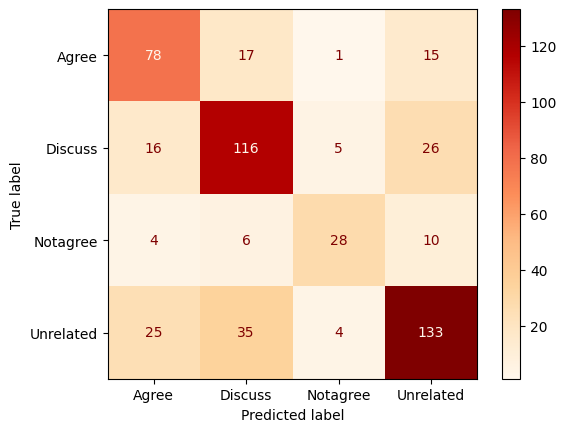 Agree 78 17 1 15
Discuss 16 116 5 26
Notagree 4 6 28 10
Unrelated 25 35 4 133
Agree Discuss Notagree Unrelated
Predicted label
True label
120
100
80
60
40
20